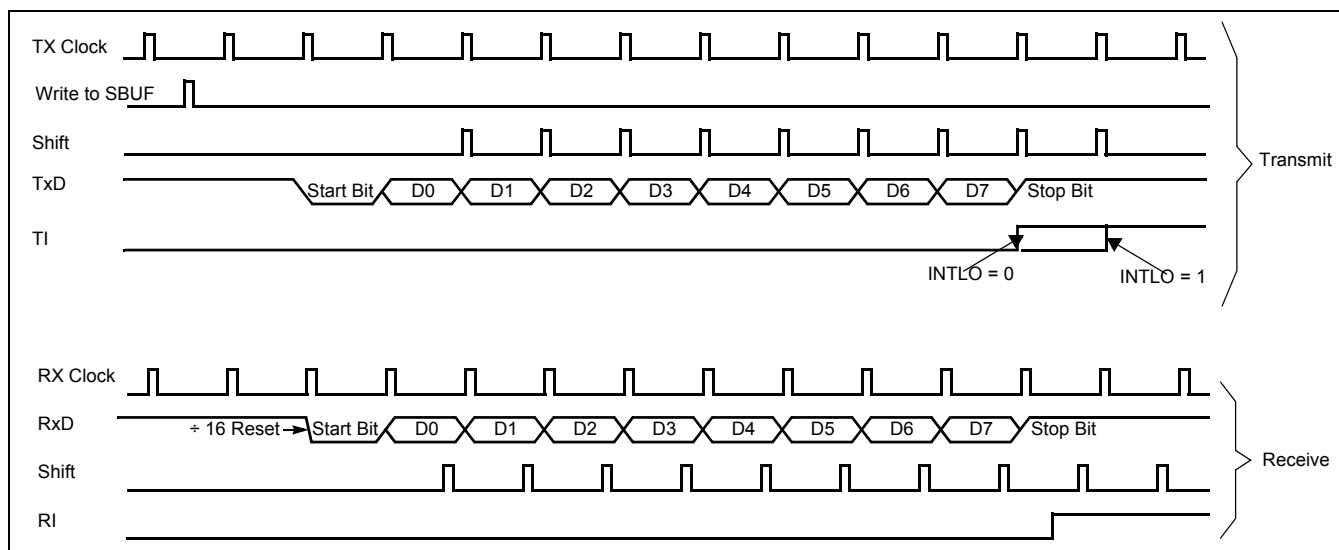 TX Clock
Write to SBUF
Shift
TxD
Start Bit D0 D1 D2 D3 D4 D5 D6 D7 Stop Bit
TI
INTLO = 0 INTLO = 1
Transmit
RX Clock
RxD
÷ 16 Reset Start Bit D0 D1 D2 D3 D4 D5 D6 D7 Stop Bit
Shift
RI
Receive